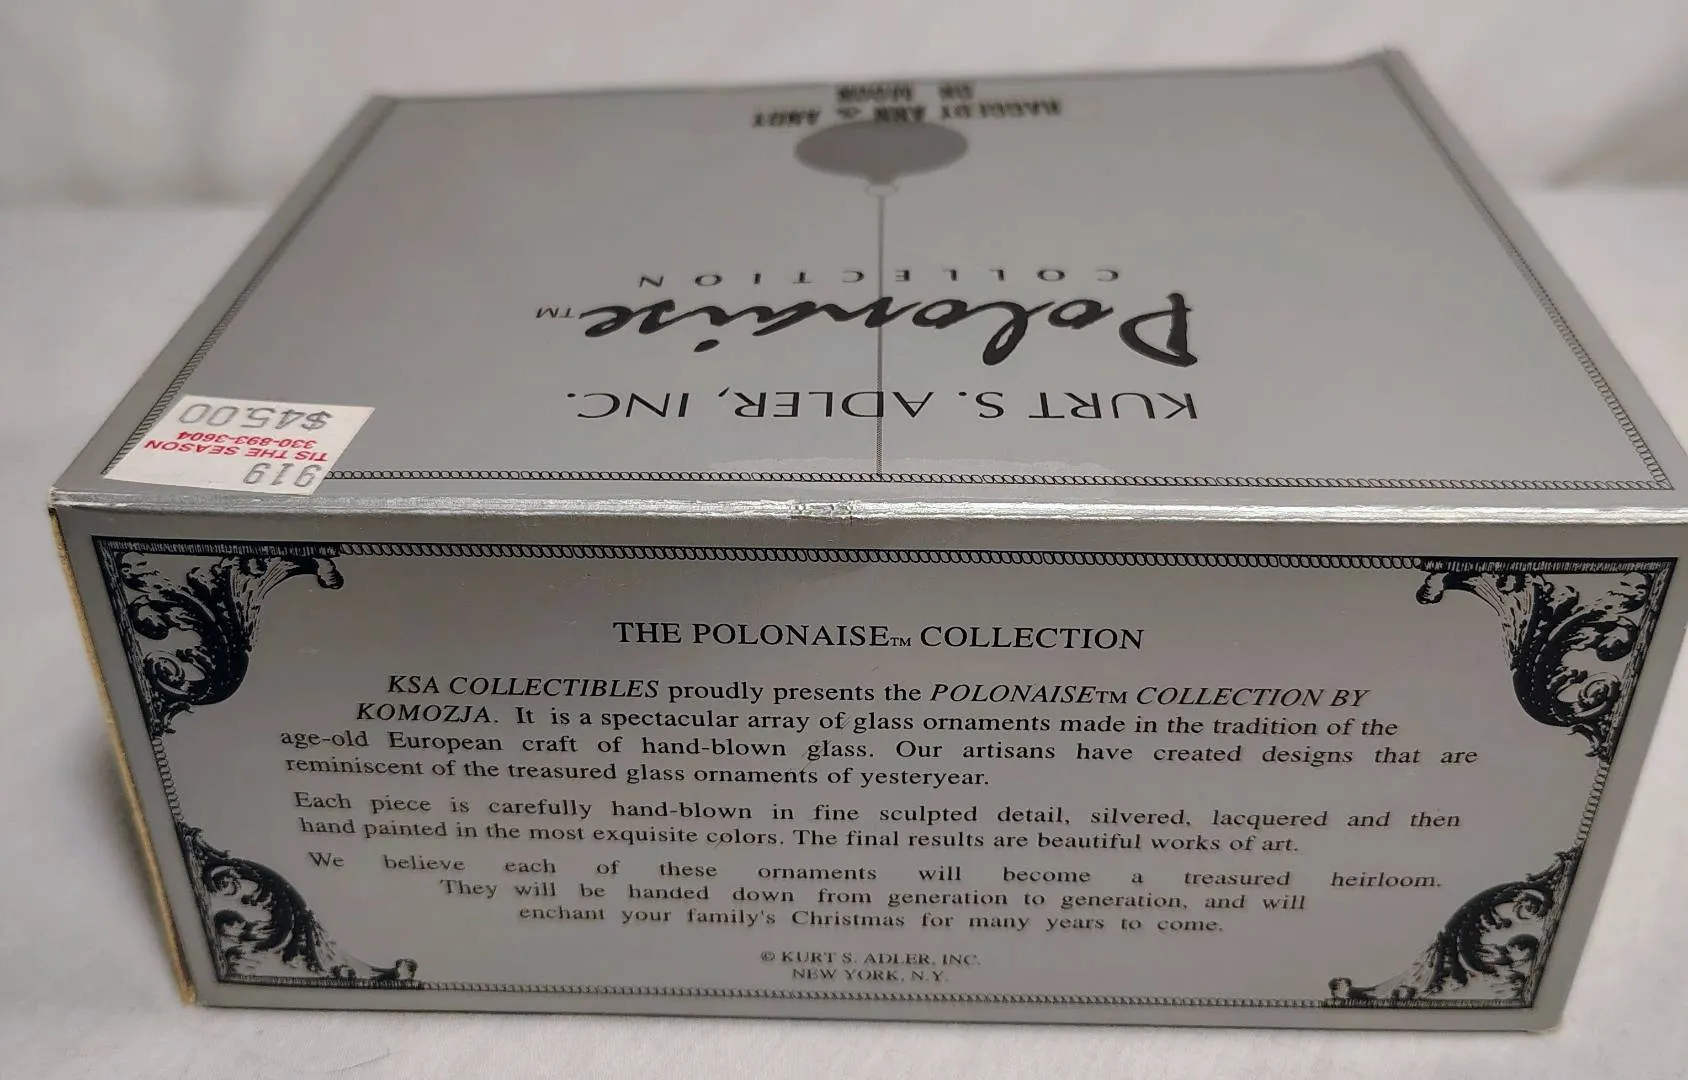 RAGGEDY ANN & ANDY
ON MOON
KURT S. ADLER, INC.
Polonaise™
COLLECTION
$45.00
330-893-3604
TIS THE SEASON
919
THE POLONAISE™ COLLECTION
KSA COLLECTIBLES proudly presents the POLONAISE™ COLLECTION BY
KOMOZJA. It is a spectacular array of glass ornaments made in the tradition of the
age-old European craft of hand-blown glass. Our artisans have created designs that are
reminiscent of the treasured glass ornaments of yesteryear.
Each piece is carefully hand-blown in fine sculpted detail, silvered, lacquered and then
hand painted in the most exquisite colors. The final results are beautiful works of art.
We believe each of these ornaments will become a treasured heirloom.
They will be handed down from generation to generation, and will
enchant your family's Christmas for many years to come.
© KURT S. ADLER, INC.
NEW YORK, N.Y.